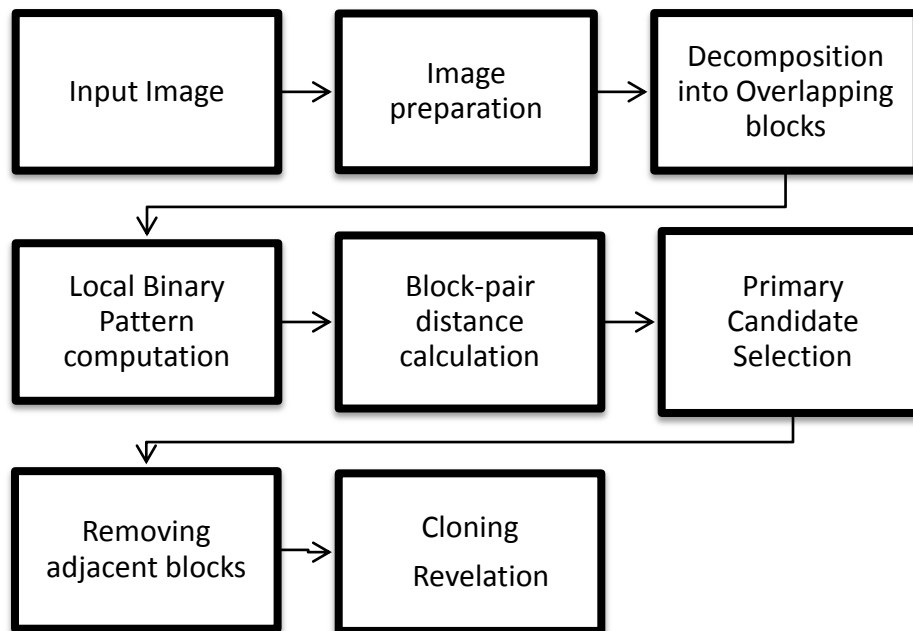 Input Image
Image
preparation
Decomposition
into Overlapping
blocks
Local Binary
Pattern
computation
Block-pair
distance
calculation
Primary
Candidate
Selection
Removing
adjacent blocks
Cloning
Revelation